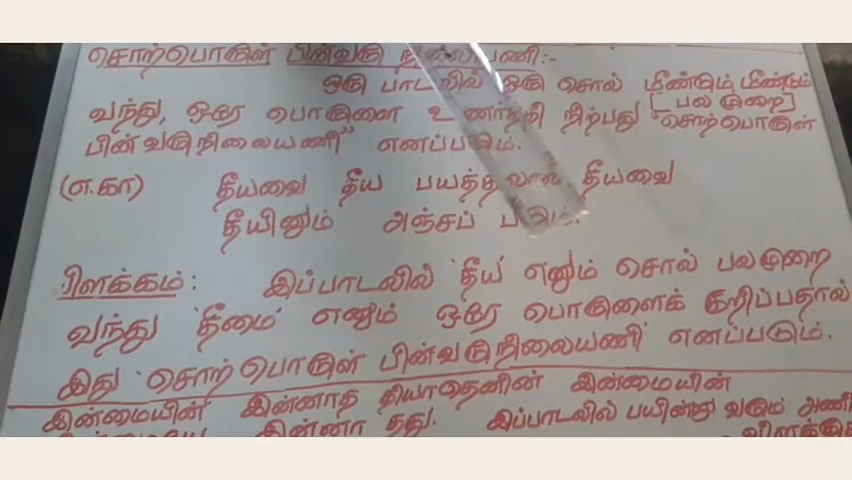 சொற்பொருள் பின்வரு நிலையணி:-
ஒரு பாடலில் ஒரு சொல் மீண்டும் மீண்டும்
[பல முறை]
வந்து, ஒரே பொருளை உணர்த்தி நிற்பது "சொற்பொருள்
பின்வருநிலையணி" எனப்படும்.
(எ.கா) தீயவை தீய பயத்தலால் தீயவை
தீயினும் அஞ்சப் படும்.
விளக்கம்: இப்பாடலில் 'தீய' எனும் சொல் பலமுறை
வந்து 'தீமை' எனும் ஒரே பொருளைக் குறிப்பதால்
இது 'சொற்பொருள் பின்வருநிலையணி' எனப்படும்.
இன்மையின் இன்னாத தியாதெனின் இன்மையின்
இன்னா தது. இப்பாடலில் பயின்று வரும் அணி